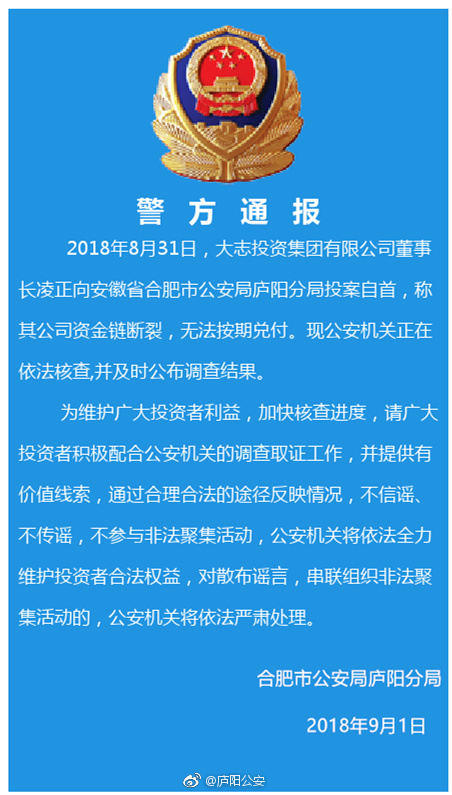 警方通报
2018年8月31日，大志投资集团有限公司董事
长凌正向安徽省合肥市公安局庐阳分局投案自首，称
其公司资金链断裂，无法按期兑付。现公安机关正在
依法核查,并及时公布调查结果。
为维护广大投资者利益，加快核查进度，请广大
投资者积极配合公安机关的调查取证工作，并提供有
价值线索，通过合理合法的途径反映情况，不信谣、
不传谣，不参与非法聚集活动，公安机关将依法全力
维护投资者合法权益，对散布谣言，串联组织非法聚
集活动的，公安机关将依法严肃处理。
合肥市公安局庐阳分局
2018年9月1日
@庐阳公安